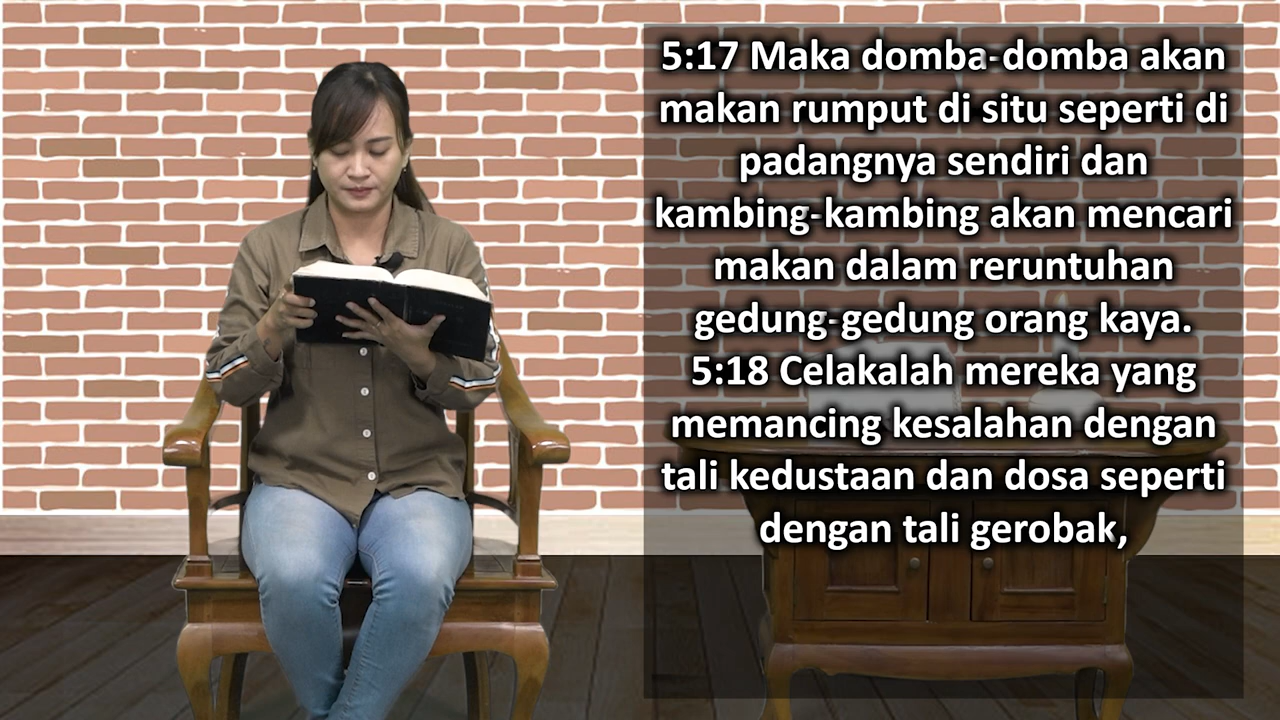 5:17 Maka domba-domba akan
makan rumput di situ seperti di
padangnya sendiri dan
kambing-kambing akan mencari
makan dalam reruntuhan
gedung-gedung orang kaya.
5:18 Celakalah mereka yang
memancing kesalahan dengan
tali kedustaan dan dosa seperti
dengan tali gerobak,